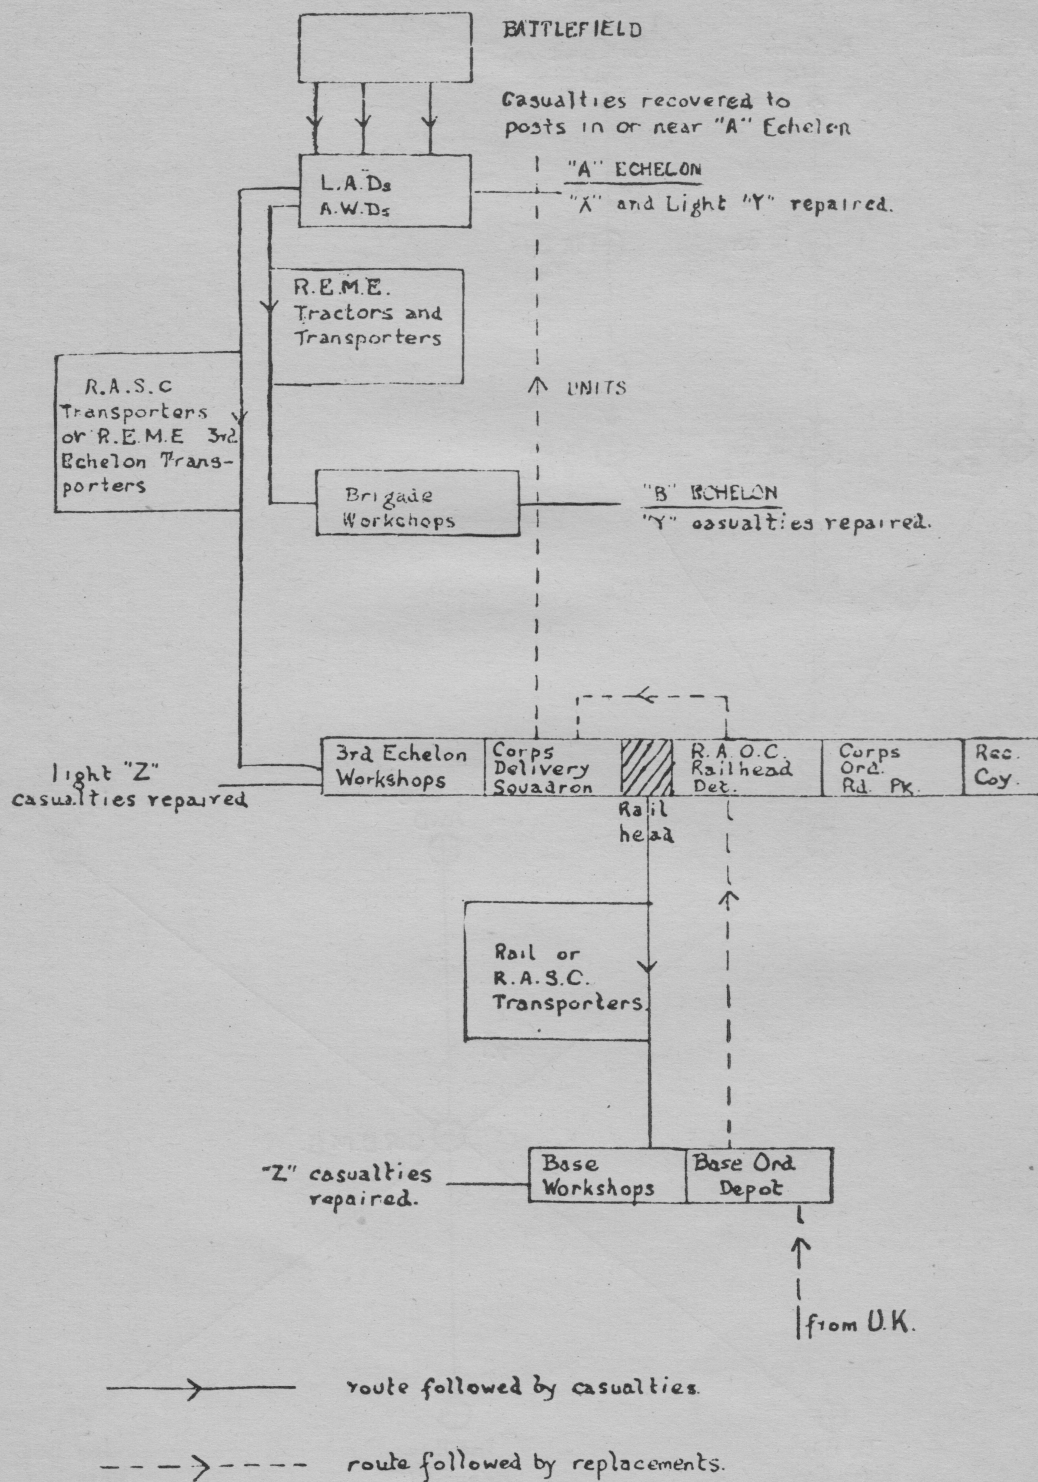 BATTLEFIELD
Casualties recovered to
posts in or near "A" Echelon
L.A.Ds
A.W.Ds
"A" ECHELON
"X" and Light "Y" repaired.
R.E.M.E.
Tractors and
Transporters
R.A.S.C
Transporters
or R.E.M.E 3rd
Echelon Trans-
porters
UNITS
Brigade
Workshops
"B" ECHELON
"Y" casualties repaired.
light "Z"
casualties repaired
3rd Echelon
Workshops
Corps
Delivery
Squadron
Rail
head
R.A.O.C.
Railhead
Det.
Corps
Ord.
Rd. Pk.
Rec.
Coy.
Rail or
R.A.S.C.
Transporters.
"Z" casualties
repaired.
Base
Workshops
Base Ord
Depot
from U.K.
route followed by casualties.
route followed by replacements.